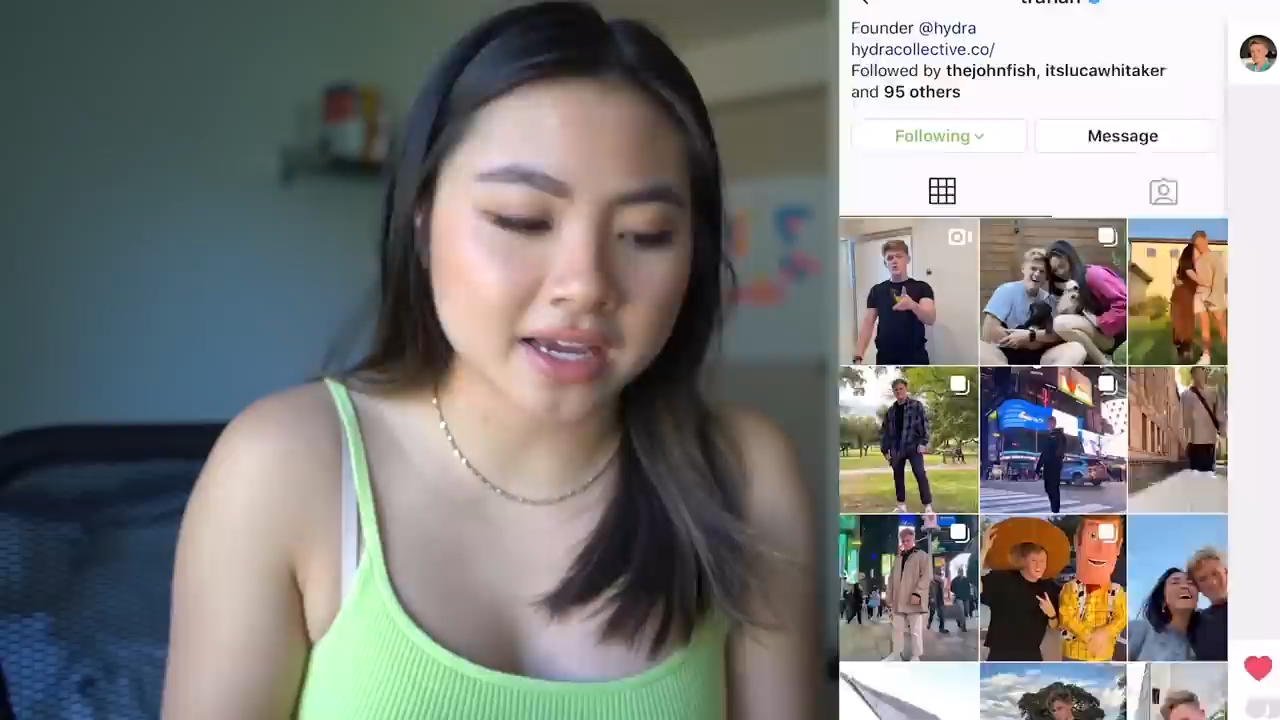 Founder @hydra
hydracollective.co/
Followed by thejohnfish, itslucawhitaker
and 95 others
Following
Message